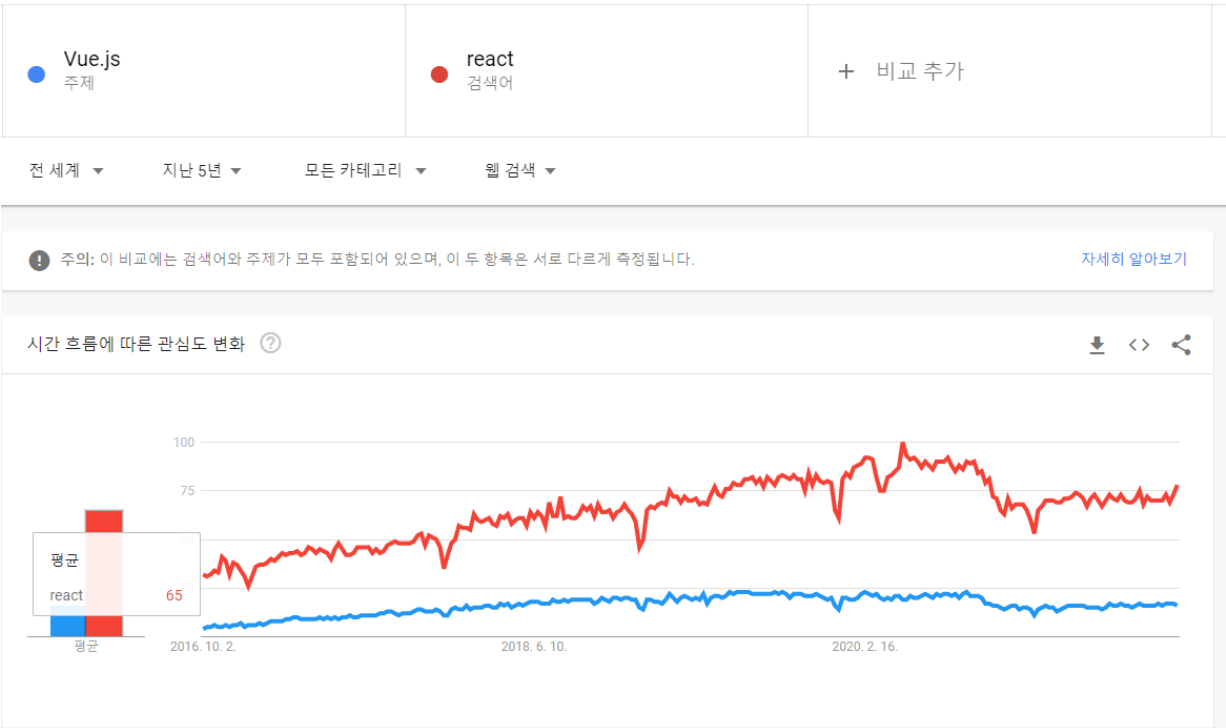 Vue.js
주제
react
검색어
+ 비교 추가
전 세계
지난 5년
모든 카테고리
웹 검색
주의: 이 비교에는 검색어와 주제가 모두 포함되어 있으며, 이 두 항목은 서로 다르게 측정됩니다.
자세히 알아보기
시간 흐름에 따른 관심도 변화
100
75
50
평균
react 65
평균
2016. 10. 2.
2018. 6. 10.
2020. 2. 16.